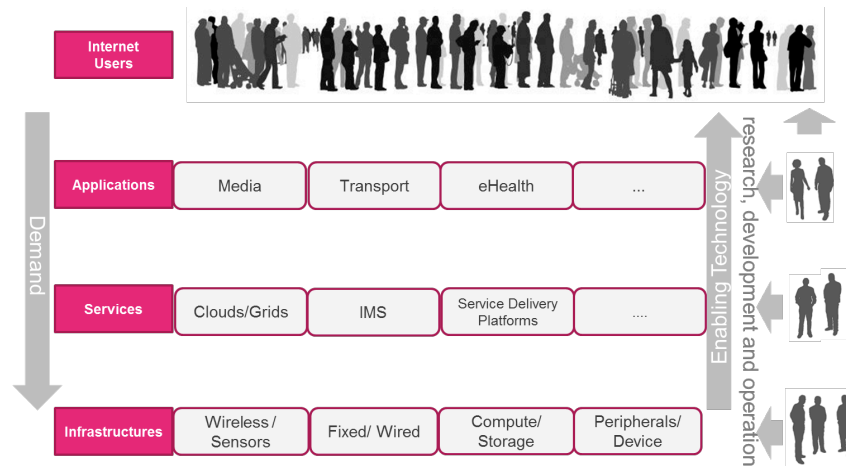 Internet
Users
Demand
Applications
Media
Transport
eHealth
...
Services
Clouds/Grids
IMS
Service Delivery
Platforms
....
Infrastructures
Wireless /
Sensors
Fixed/ Wired
Compute/
Storage
Peripherals/
Device
Enabling Technology
research, development and operation